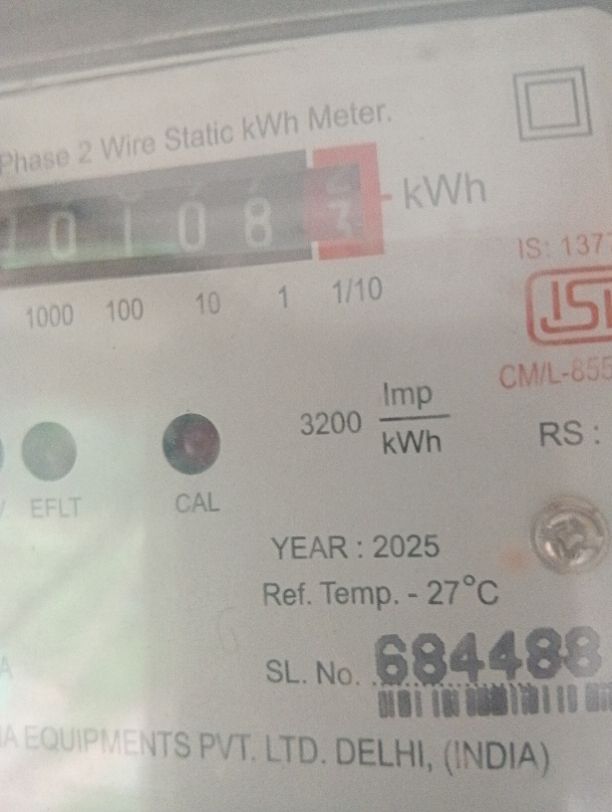 Phase 2 Wire Static kWh Meter.
0 1 0 8 3 kWh
1000 100 10 1 1/10
IS: 137
ISI
CM/L-855
3200 Imp
kWh
RS :
EFLT CAL
YEAR : 2025
Ref. Temp. - 27°C
SL. No. 684488
A EQUIPMENTS PVT. LTD. DELHI, (INDIA)